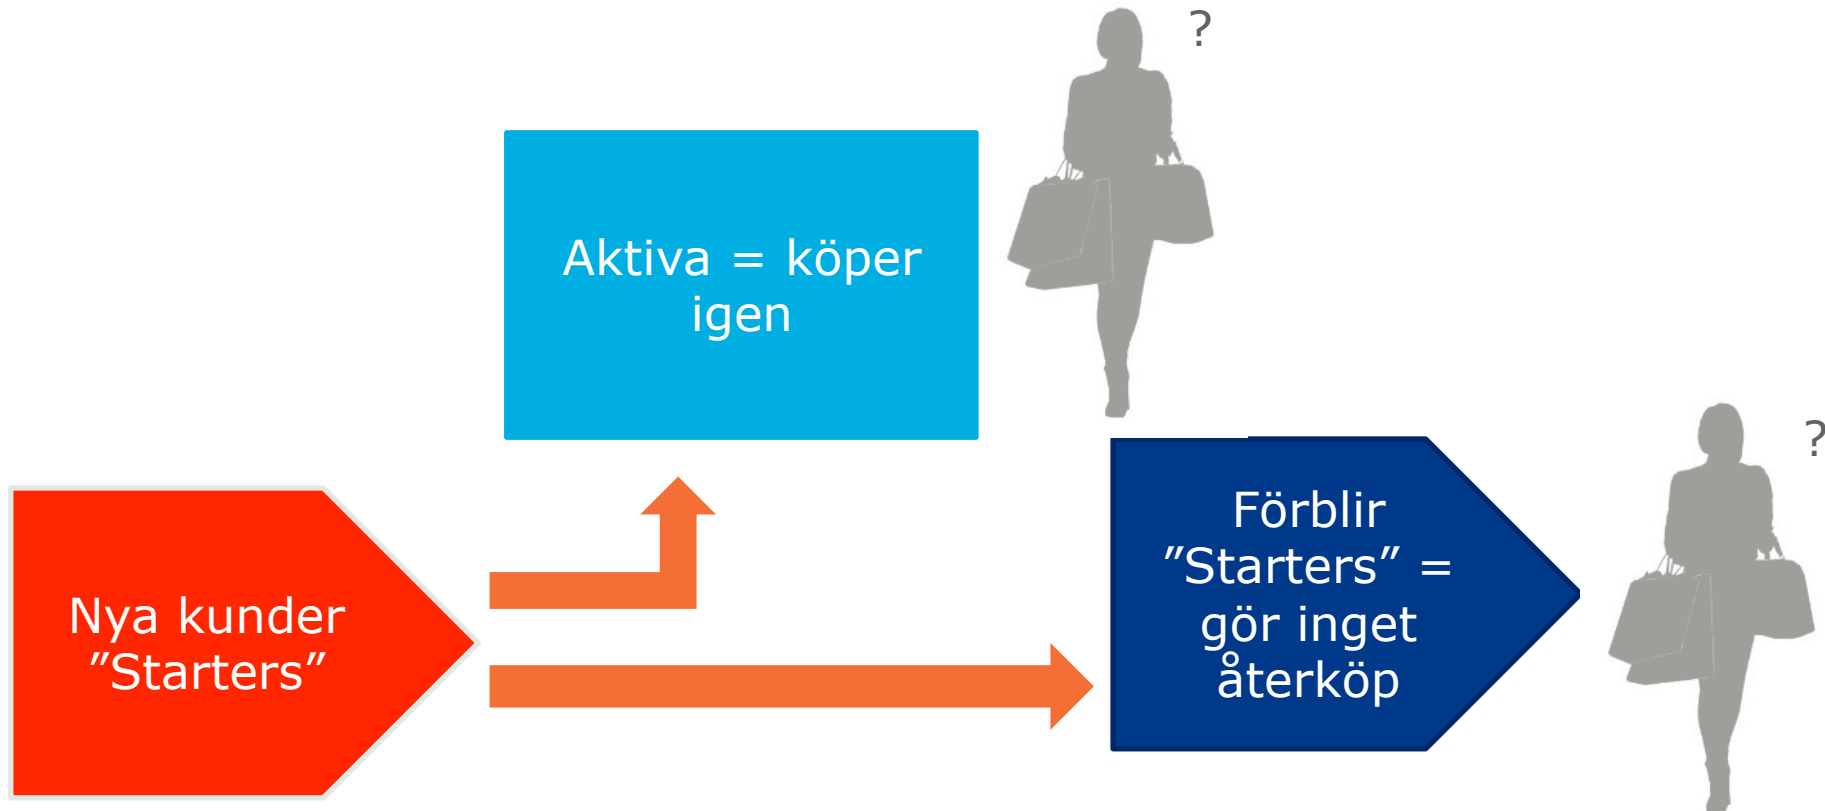 ?
Aktiva = köper
igen
?
Förblir
”Starters” =
gör inget
återköp
Nya kunder
”Starters”